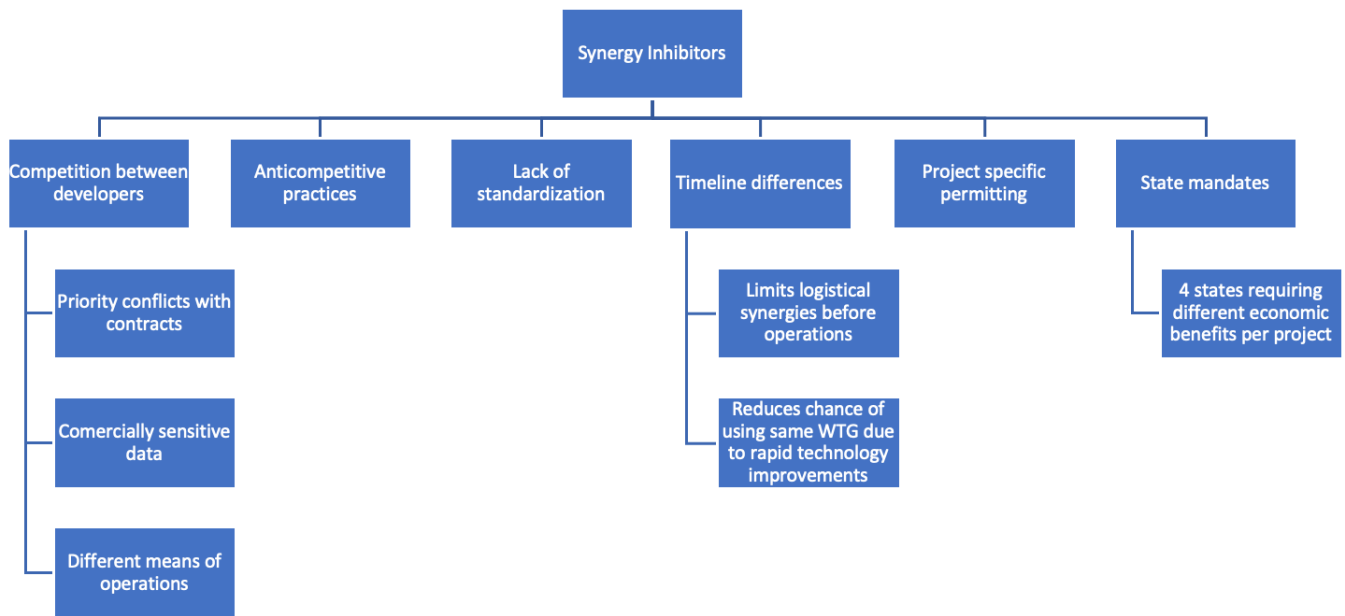 Synergy Inhibitors
Competition between
developers
Anticompetitive
practices
Lack of
standardization
Timeline differences
Project specific
permitting
State mandates
Priority conflicts with
contracts
Comercially sensitive
data
Different means of
operations
Limits logistical
synergies before
operations
Reduces chance of
using same WTG due
to rapid technology
improvements
4 states requiring
different economic
benefits per project